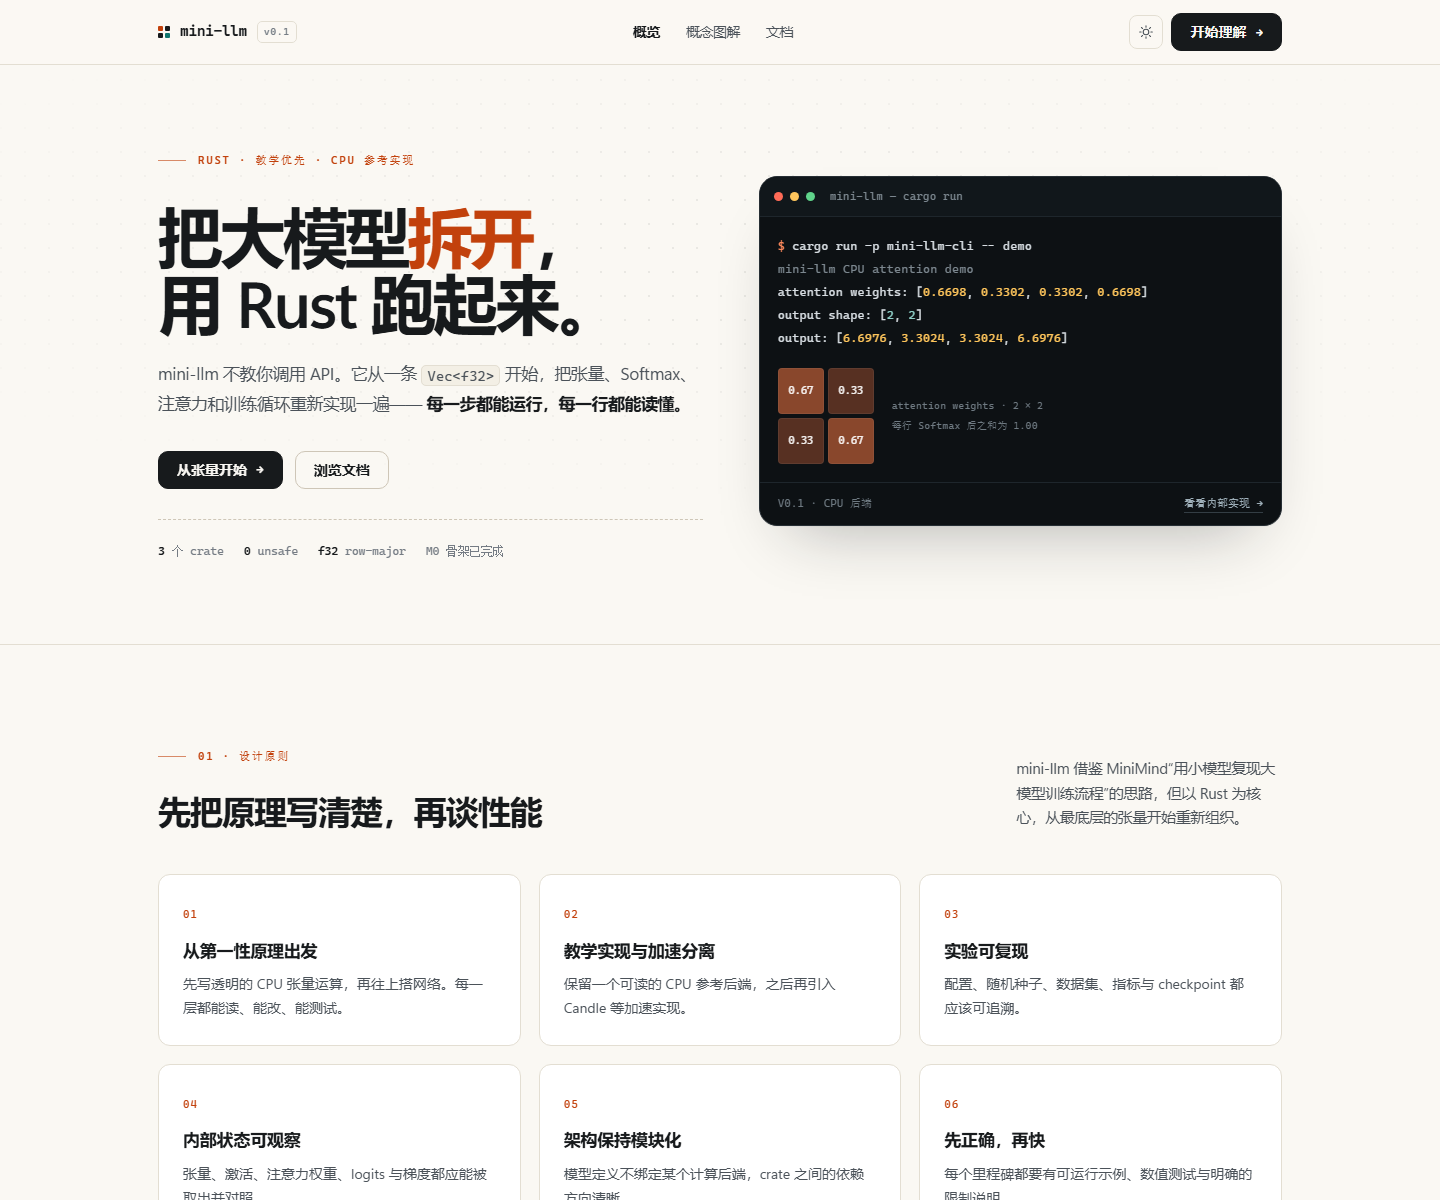 mini-llm v0.1 概览 概念图解 文档 开始理解 →
RUST · 教学优先 · CPU 参考实现
把大模型拆开，
用 Rust 跑起来。
mini-llm 不教你调用 API。它从一条 Vec<f32> 开始，把张量、Softmax、
注意力和训练循环重新实现一遍——每一步都能运行，每一行都能读懂。
从张量开始 → 浏览文档
3 个 crate 0 unsafe f32 row-major M0 骨架已完成
mini-llm — cargo run
$ cargo run -p mini-llm-cli -- demo
mini-llm CPU attention demo
attention weights: [0.6698, 0.3302, 0.3302, 0.6698]
output shape: [2, 2]
output: [6.6976, 3.3024, 3.3024, 6.6976]
0.67 0.33
0.33 0.67
attention weights · 2 × 2
每行 Softmax 后之和为 1.00
V0.1 · CPU 后端 看看内部实现 →
01 · 设计原则
先把原理写清楚，再谈性能
mini-llm 借鉴 MiniMind“用小模型复现大
模型训练流程”的思路，但以 Rust 为核
心，从最底层的张量开始重新组织。
01
从第一性原理出发
先写透明的 CPU 张量运算，再往上搭网络。每一
层都能读、能改、能测试。
02
教学实现与加速分离
保留一个可读的 CPU 参考后端，之后再引入
Candle 等加速实现。
03
实验可复现
配置、随机种子、数据集、指标与 checkpoint 都
应该可追溯。
04
内部状态可观察
张量、激活、注意力权重、logits 与梯度都应能被
取出并对照。
05
架构保持模块化
模型定义不绑定某个计算后端，crate 之间的依赖
方向清晰。
06
先正确，再快
每个里程碑都要有可运行示例、数值测试与明确的
限制说明。